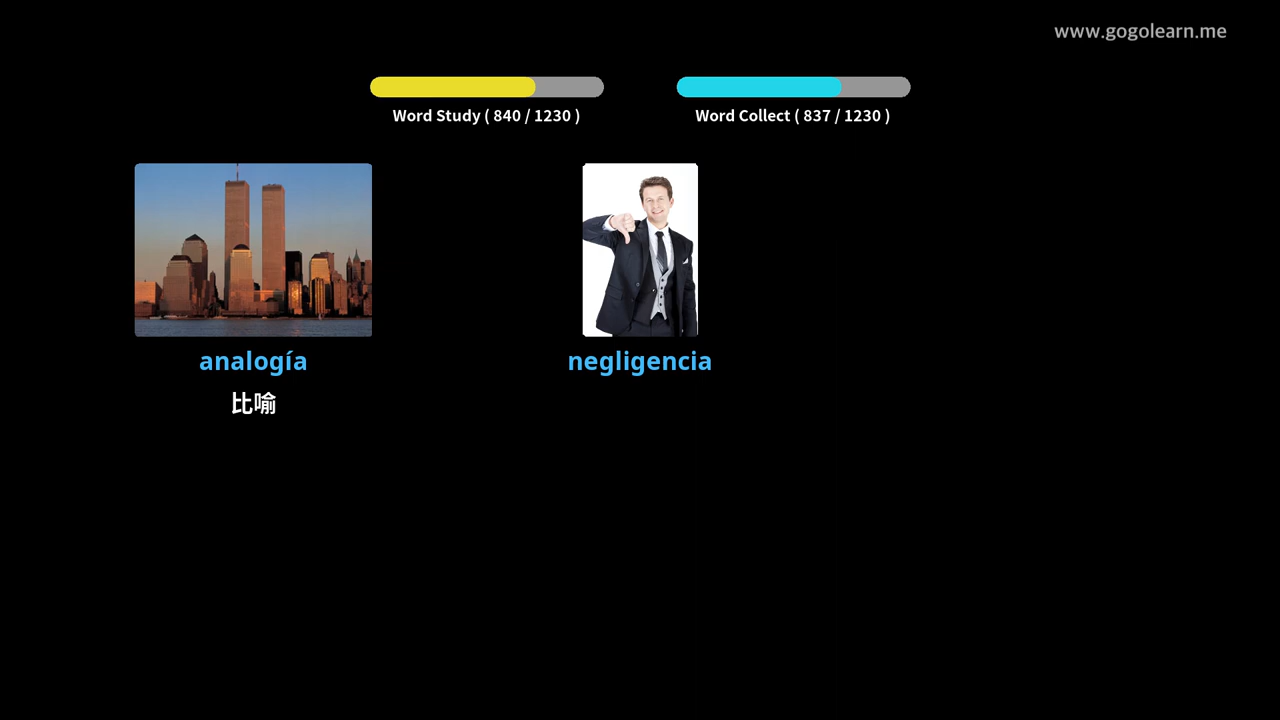 www.gogolearn.me
Word Study ( 840 / 1230 )
Word Collect ( 837 / 1230 )
analogía
比喻
negligencia